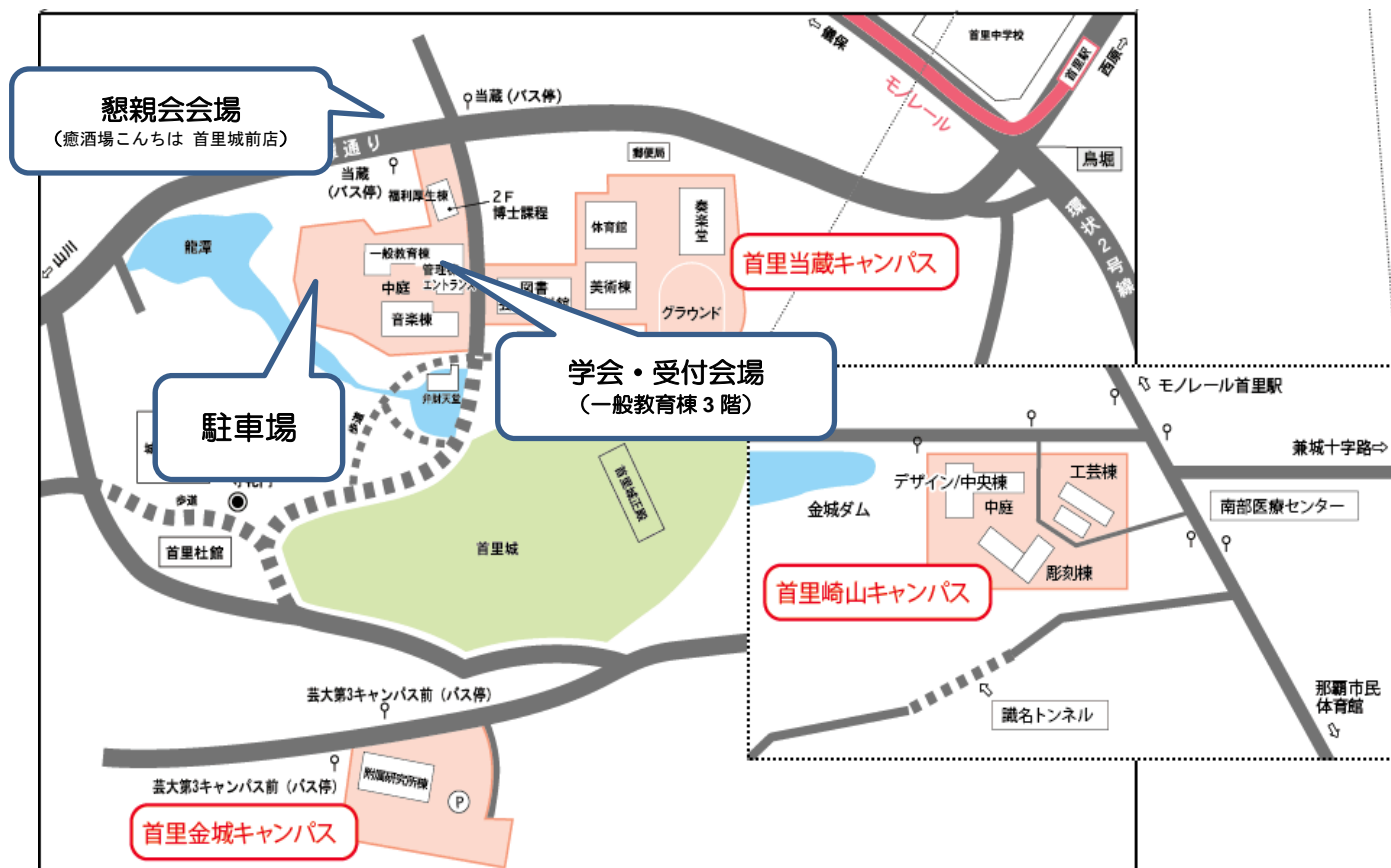 ⇦儀保
首里中学校
首里駅
西原⇨
モノレール
鳥堀
環状2号線
懇親会会場
(癒酒場こんちは 首里城前店)
当蔵(バス停)
通り
郵便局
当蔵
(バス停)
福利厚生棟
2F
博士課程
体育館
奏楽堂
首里当蔵キャンパス
龍潭
⇦山川
一般教育棟
エントランス
中庭
図書
美術棟
音楽棟
グラウンド
学会・受付会場
(一般教育棟3階)
駐車場
弁財天堂
歩道
歩道
首里杜館
首里城正殿
首里城
モノレール首里駅
兼城十字路⇨
デザイン/中央棟
工芸棟
中庭
金城ダム
南部医療センター
彫刻棟
首里崎山キャンパス
識名トンネル
那覇市民
体育館
芸大第3キャンパス前(バス停)
芸大第3キャンパス前(バス停)
附属研究所棟
P
首里金城キャンパス